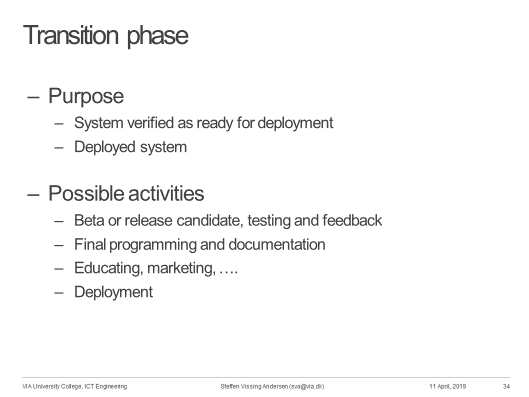 Transition phase
– Purpose
– System verified as ready for deployment
– Deployed system
– Possible activities
– Beta or release candidate, testing and feedback
– Final programming and documentation
– Educating, marketing, ….
– Deployment
VIA University College, ICT Engineering Steffen Vissing Andersen (sva@via.dk) 11 April, 2019 34